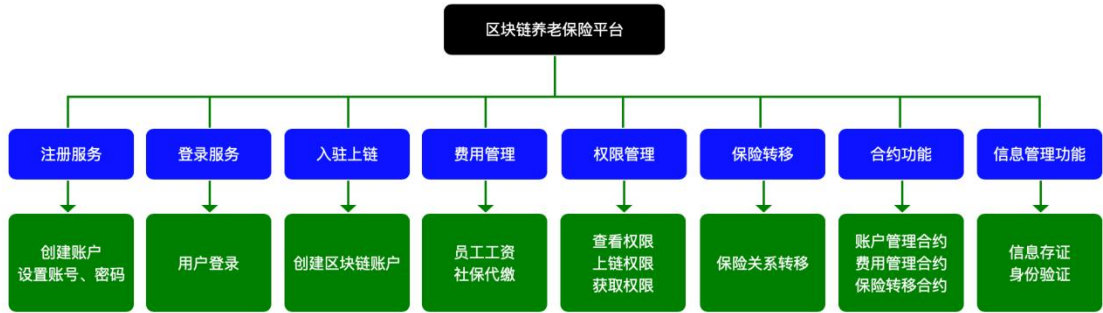 区块链养老保险平台
注册服务
登录服务
入驻上链
费用管理
权限管理
保险转移
合约功能
信息管理功能
创建账户
设置账号、密码
用户登录
创建区块链账户
员工工资
社保代缴
查看权限
上链权限
获取权限
保险关系转移
账户管理合约
费用管理合约
保险转移合约
信息存证
身份验证